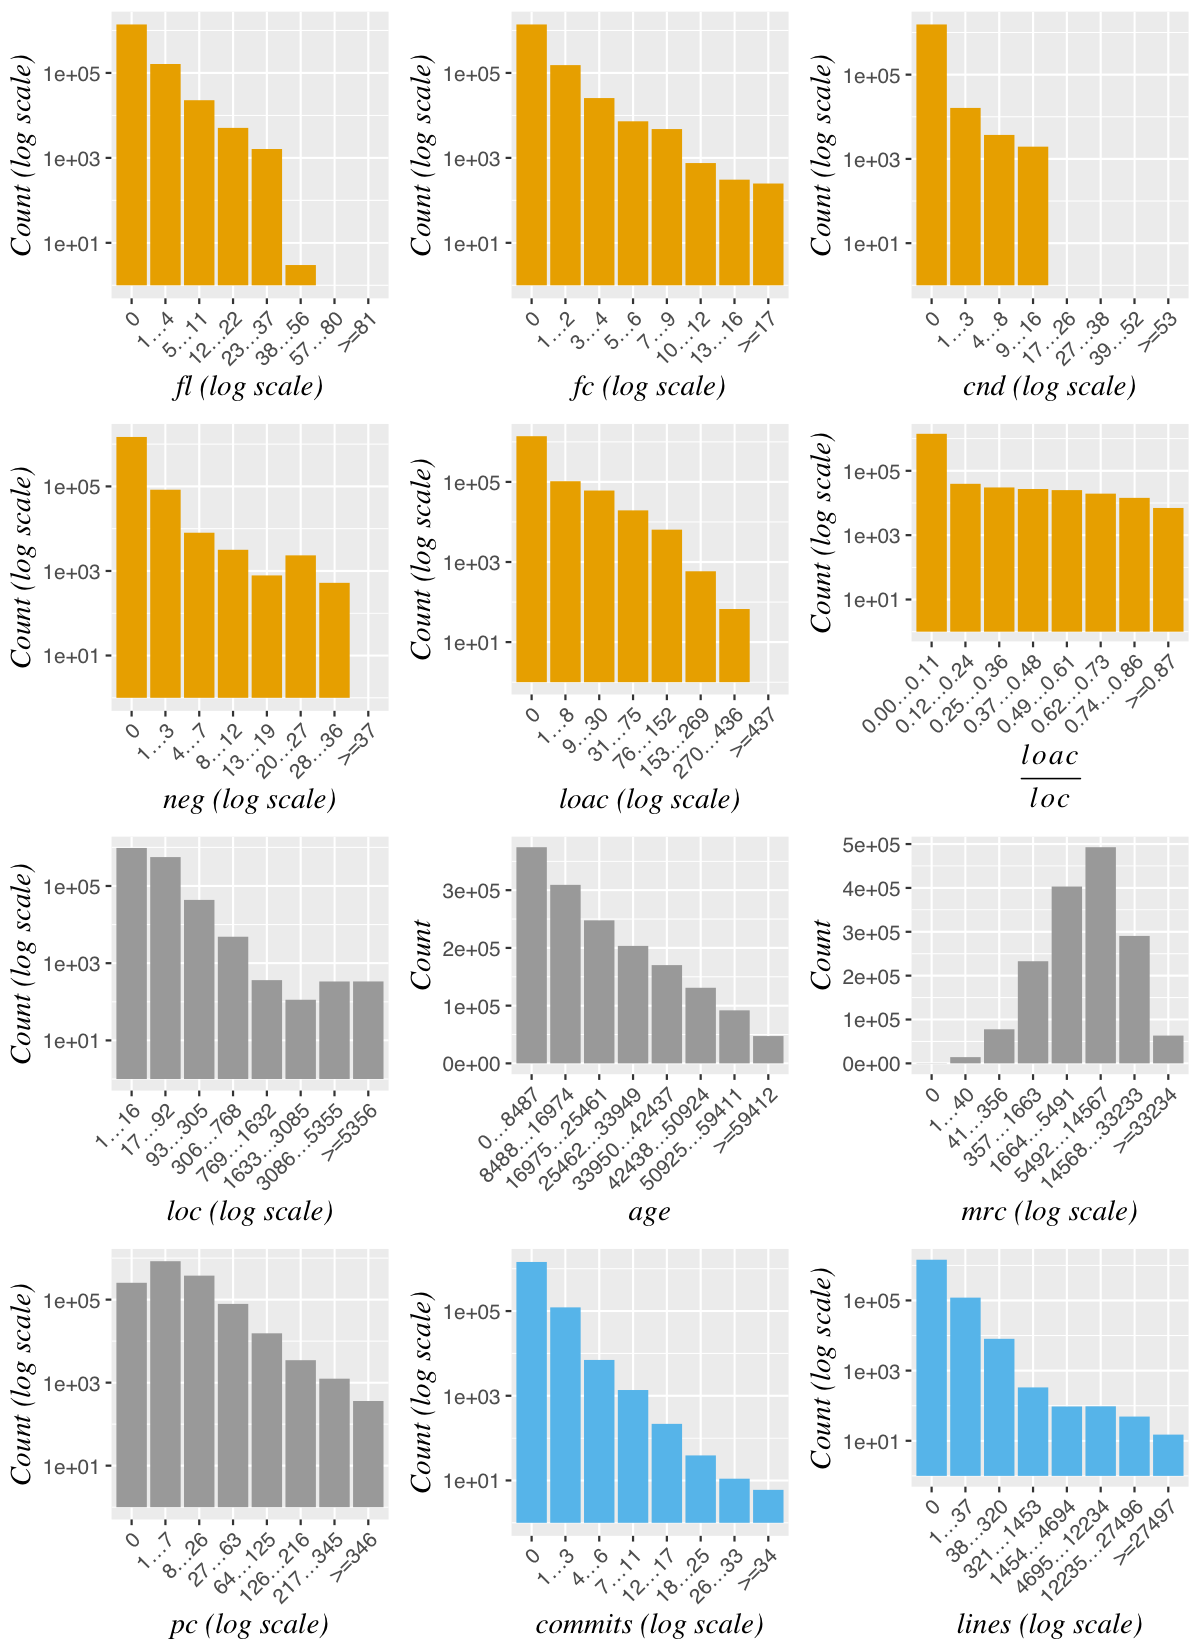 Count (log scale)
1e+05
1e+03
1e+01
0
1...4
5...11
12...22
23...37
38...56
57...80
>=81
fl (log scale)
Count (log scale)
1e+05
1e+03
1e+01
0
1...2
3...4
5...6
7...9
10...12
13...16
>=17
fc (log scale)
Count (log scale)
1e+05
1e+03
1e+01
0
1...3
4...8
9...16
17...26
27...38
39...52
>=53
cnd (log scale)
Count (log scale)
1e+05
1e+03
1e+01
0
1...3
4...7
8...12
13...19
20...27
28...36
>=37
neg (log scale)
Count (log scale)
1e+05
1e+03
1e+01
0
1...8
9...30
31...75
76...152
153...269
270...436
>=437
loac (log scale)
Count (log scale)
1e+05
1e+03
1e+01
0.00...0.11
0.12...0.24
0.25...0.36
0.37...0.48
0.49...0.61
0.62...0.73
0.74...0.86
>=0.87
loac
loc
Count (log scale)
1e+05
1e+03
1e+01
1...16
17...92
93...305
306...768
769...1632
1633...3085
3086...5355
>=5356
loc (log scale)
Count
3e+05
2e+05
1e+05
0e+00
0...8487
8488...16974
16975...25461
25462...33949
33950...42437
42438...50924
50925...59411
>=59412
age
Count
5e+05
4e+05
3e+05
2e+05
1e+05
0e+00
0
1...40
41...356
357...1663
1664...5491
5492...14567
14568...33233
>=33234
mrc (log scale)
Count (log scale)
1e+05
1e+03
1e+01
0
1...7
8...26
27...63
64...125
126...216
217...345
>=346
pc (log scale)
Count (log scale)
1e+05
1e+03
1e+01
0
1...3
4...6
7...11
12...17
18...25
26...33
>=34
commits (log scale)
Count (log scale)
1e+05
1e+03
1e+01
0
1...37
38...320
321...1453
1454...4694
4695...12234
12235...27496
>=27497
lines (log scale)